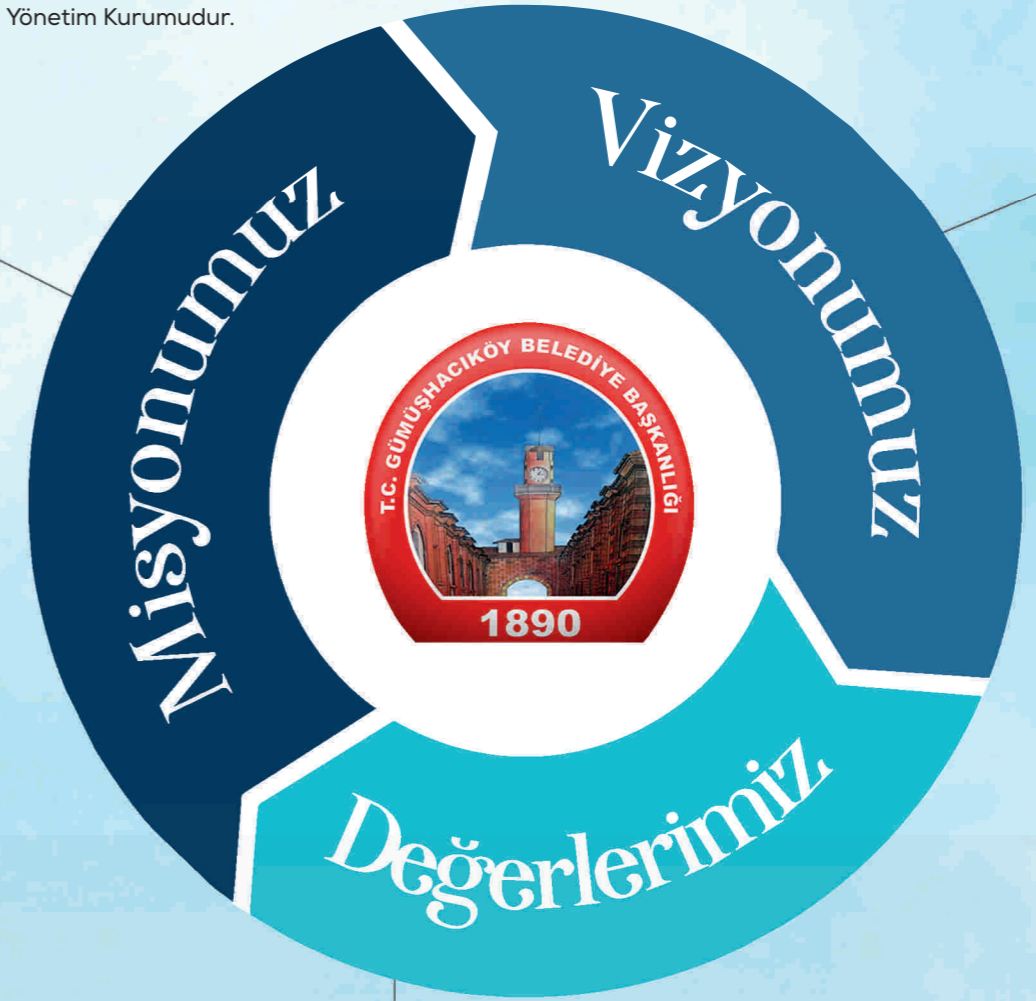 Yönetim Kurumudur.
Misyonumuz
Vizyonumuz
T.C. GÜMÜŞHACIKÖY BELEDİYE BAŞKANLIĞI
1890
Değerlerimiz